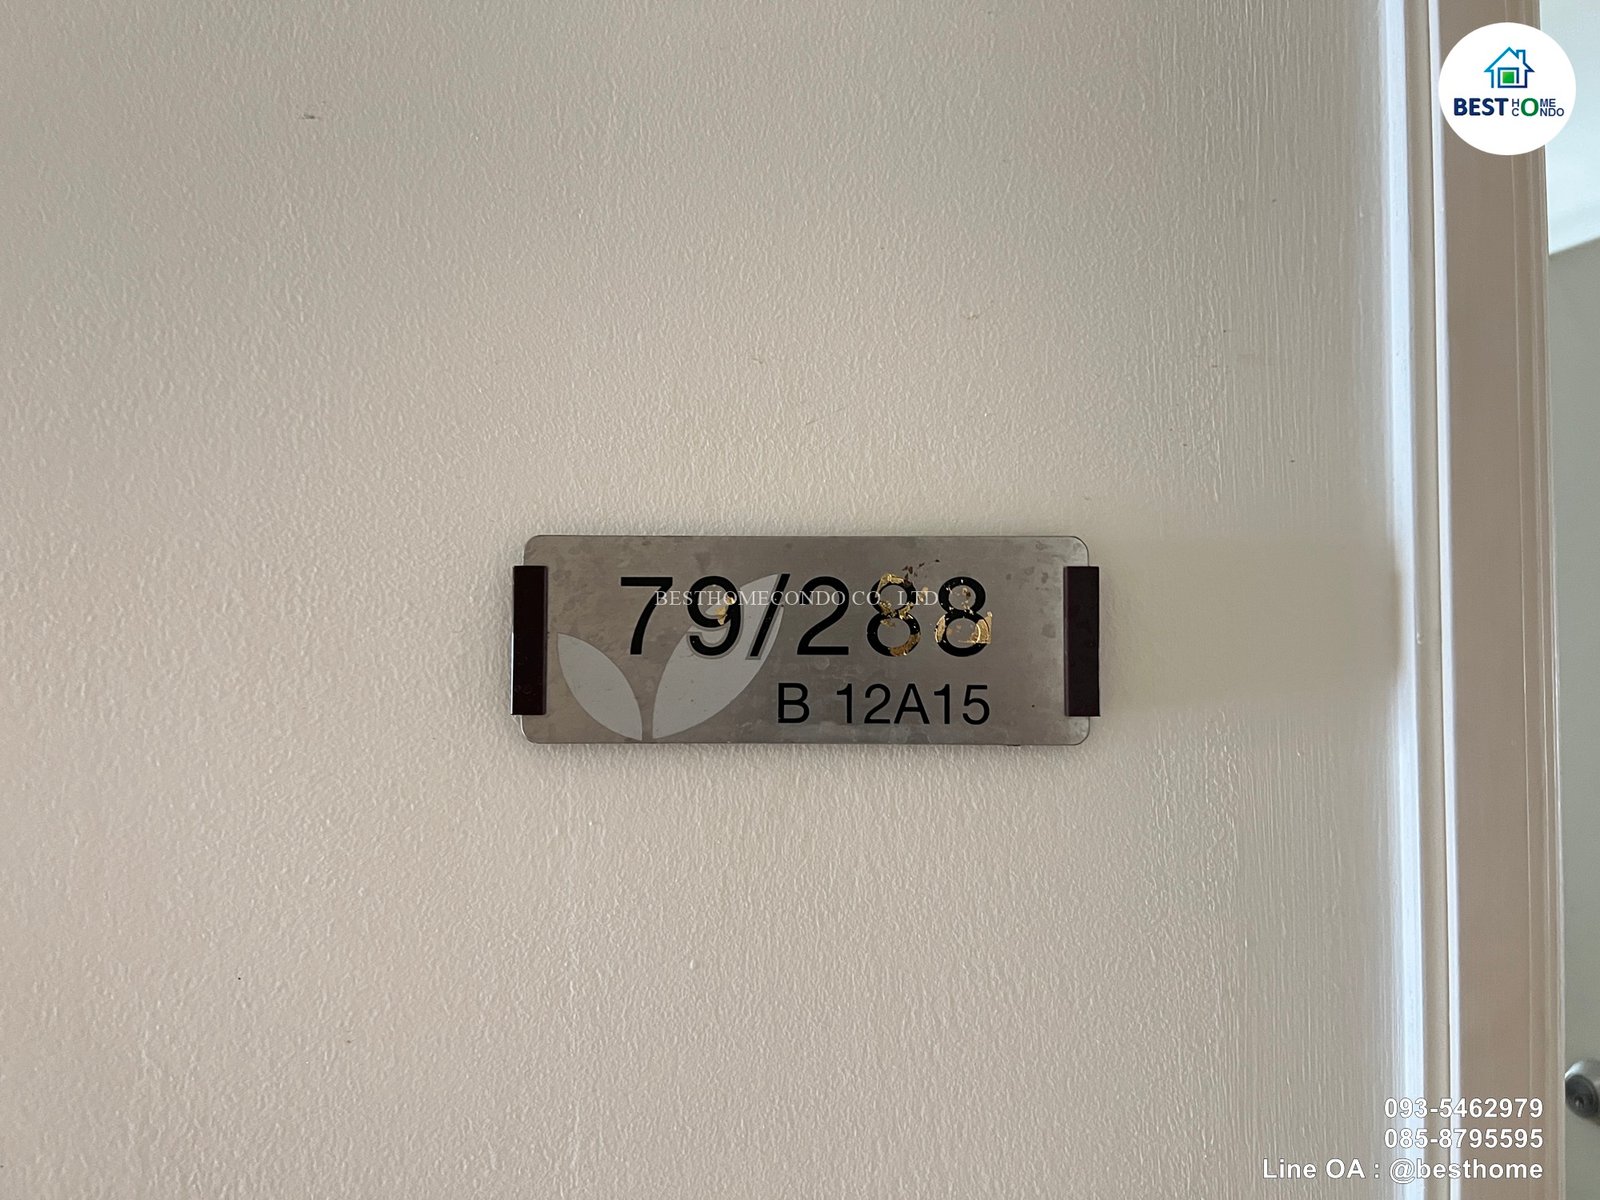 BEST HOME CONDO
79/288
BESTHOMECONDO CO., LTD.
B 12A15
093-5462979
085-8795595
Line OA : @besthome